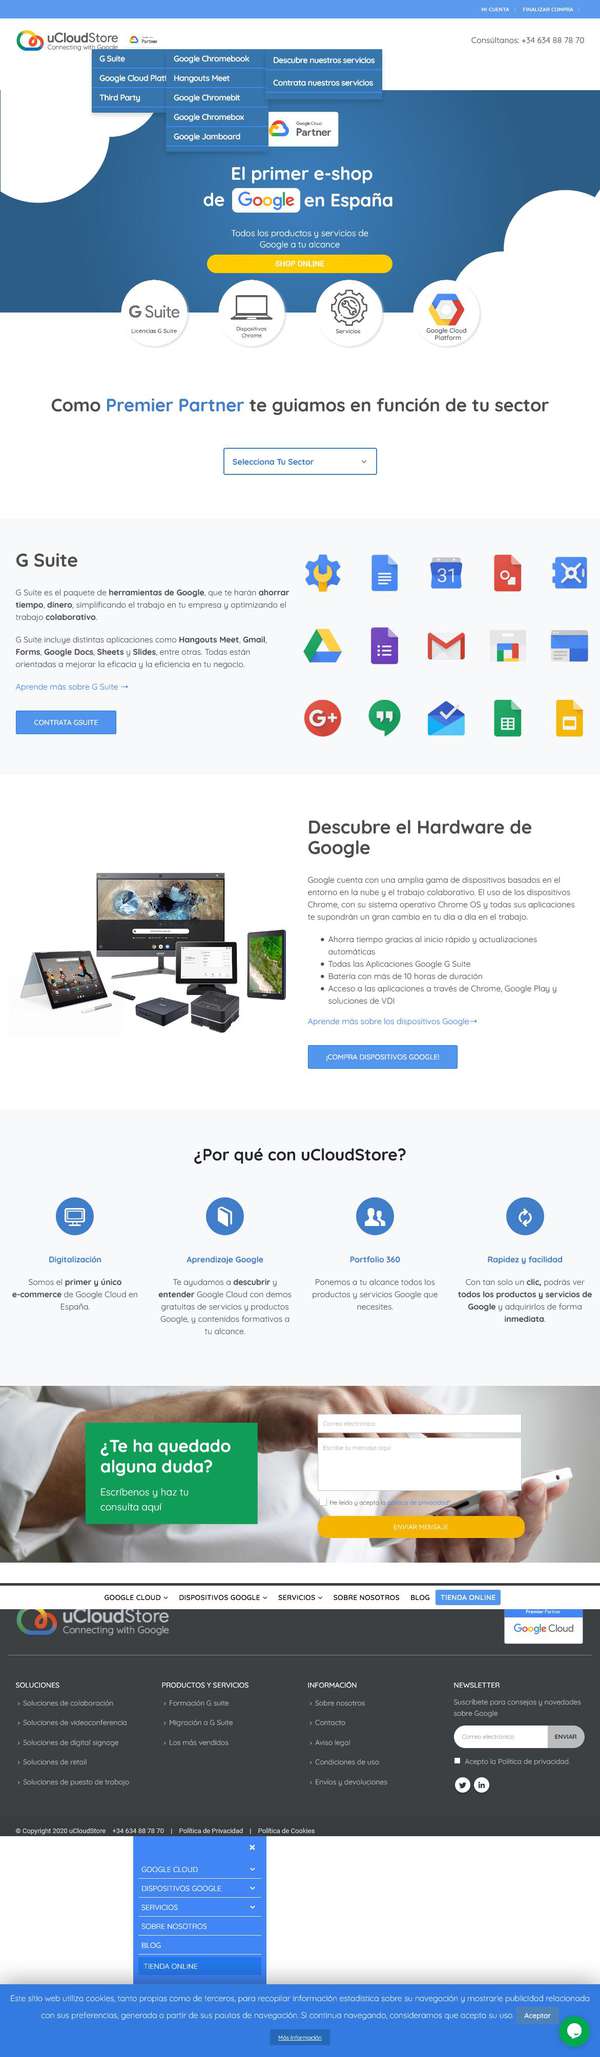 MI CUENTA
FINALIZAR COMPRA
uCloudStore
Connecting with Google
Partner
Consúltanos: +34 634 88 78 70
G Suite
Google Cloud Platf
Third Party
Google Chromebook
Hangouts Meet
Google Chromebit
Google Chromebox
Google Jamboard
Descubre nuestros servicios
Contrata nuestros servicios
Google Cloud
Partner
El primer e-shop
de Google en España
Todos los productos y servicios de
Google a tu alcance
SHOP ONLINE
G Suite
Licencias G Suite
Dispositivos
Chrome
Servicios
Google Cloud
Platform
Como Premier Partner te guiamos en función de tu sector
Selecciona Tu Sector
G Suite
G Suite es el paquete de herramientas de Google, que te harán ahorrar
tiempo, dinero, simplificando el trabajo en tu empresa y optimizando el
trabajo colaborativo.
G Suite incluye distintas aplicaciones como Hangouts Meet, Gmail,
Forms, Google Docs, Sheets y Slides, entre otras. Todas están
orientadas a mejorar la eficacia y la eficiencia en tu negocio.
Aprende más sobre G Suite →
CONTRATA GSUITE
31
G+
Descubre el Hardware de
Google
Google cuenta con una amplia gama de dispositivos basados en el
entorno en la nube y el trabajo colaborativo. El uso de los dispositivos
Chrome, con su sistema operativo Chrome OS y todas sus aplicaciones
te supondrán un gran cambio en tu día a día en el trabajo.
• Ahorra tiempo gracias al inicio rápido y actualizaciones
automáticas
• Todas las Aplicaciones Google G Suite
• Batería con más de 10 horas de duración
• Acceso a las aplicaciones a través de Chrome, Google Play y
soluciones de VDI
Aprende más sobre los dispositivos Google→
¡COMPRA DISPOSITIVOS GOOGLE!
¿Por qué con uCloudStore?
Digitalización
Somos el primer y único
e-commerce de Google Cloud en
España.
Aprendizaje Google
Te ayudamos a descubrir y
entender Google Cloud con demos
gratuitas de servicios y productos
Google, y contenidos formativos a
tu alcance.
Portfolio 360
Ponemos a tu alcance todos los
productos y servicios Google que
necesites.
Rapidez y facilidad
Con tan solo un clic, podrás ver
todos los productos y servicios de
Google y adquirirlos de forma
inmediata.
¿Te ha quedado
alguna duda?
Escríbenos y haz tu
consulta aquí
Correo electrónico
Escribe tu mensaje aquí
He leído y acepto la política de privacidad*
ENVIAR MENSAJE
GOOGLE CLOUD
DISPOSITIVOS GOOGLE
SERVICIOS
SOBRE NOSOTROS
BLOG
TIENDA ONLINE
uCloudStore
Connecting with Google
Premier Partner
Google Cloud
SOLUCIONES
› Soluciones de colaboración
› Soluciones de videoconferencia
› Soluciones de digital signage
› Soluciones de retail
› Soluciones de puesto de trabajo
PRODUCTOS Y SERVICIOS
› Formación G suite
› Migración a G Suite
› Los más vendidos
INFORMACIÓN
› Sobre nosotros
› Contacto
› Aviso legal
› Condiciones de uso
› Envíos y devoluciones
NEWSLETTER
Suscríbete para consejos y novedades
sobre Google
Correo electrónico
ENVIAR
Acepto la Política de privacidad.
© Copyright 2020 uCloudStore +34 634 88 78 70 | Política de Privacidad | Política de Cookies
×
GOOGLE CLOUD
DISPOSITIVOS GOOGLE
SERVICIOS
SOBRE NOSOTROS
BLOG
TIENDA ONLINE
Este sitio web utiliza cookies, tanto propias como de terceros, para recopilar información estadística sobre su navegación y mostrarle publicidad relacionada
con sus preferencias, generada a partir de sus pautas de navegación. Si continua navegando, consideramos que acepta su uso. Aceptar
Más Información